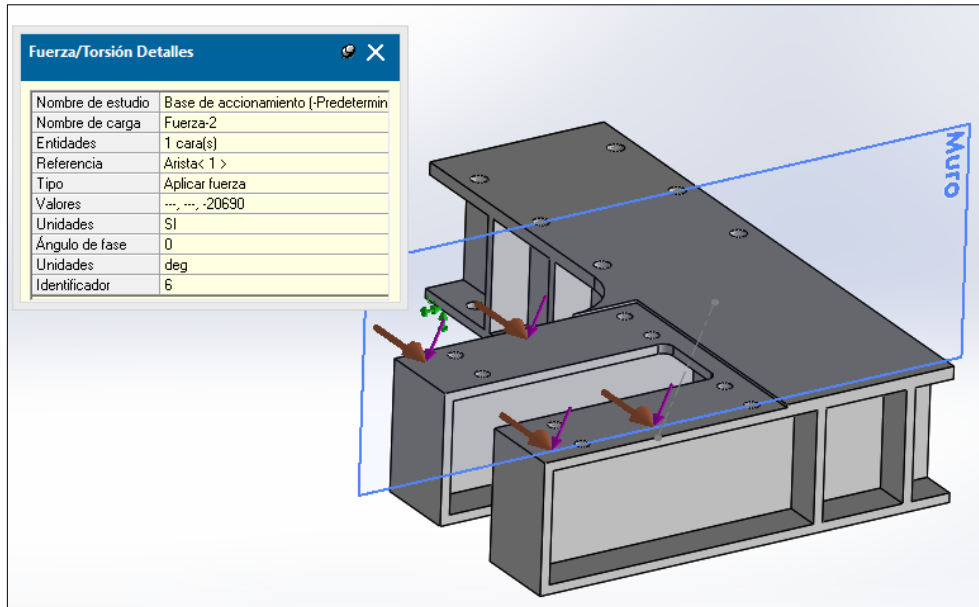 Fuerza/Torsión Detalles
Nombre de estudio Base de accionamiento (-Predetermin
Nombre de carga Fuerza-2
Entidades 1 cara(s)
Referencia Arista< 1 >
Tipo Aplicar fuerza
Valores ---, ---, -20690
Unidades SI
Ángulo de fase 0
Unidades deg
Identificador 6
Muro